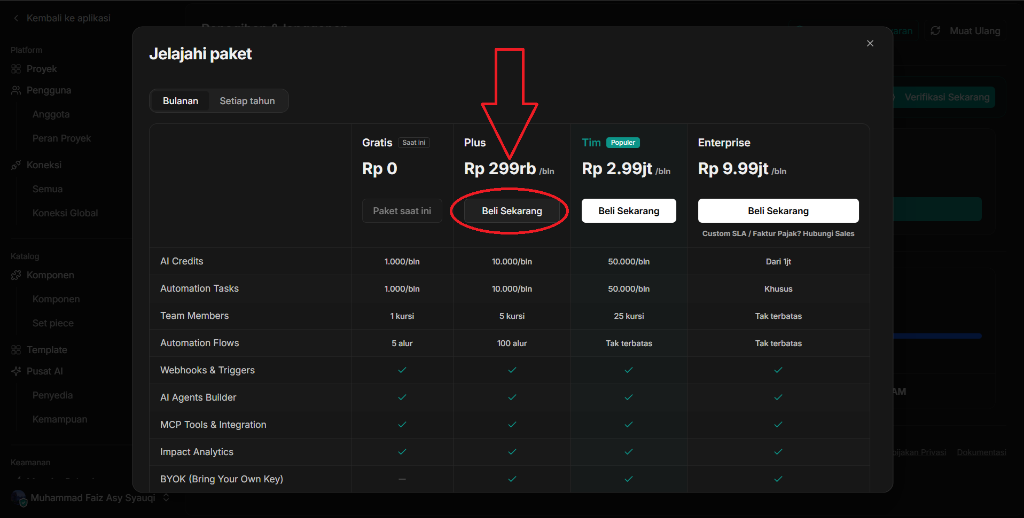 Kembali ke aplikasi
Muat Ulang
Platform
Proyek
Pengguna
Anggota
Peran Proyek
Koneksi
Semua
Koneksi Global
Katalog
Komponen
Komponen
Set piece
Template
Pusat AI
Penyedia
Kemampuan
Keamanan
Muhammad Faiz Asy Syauqi
Verifikasi Sekarang
AM
Privasi Dokumentasi
Jelajahi paket
Bulanan Setiap tahun
Gratis Saat ini Plus Tim Populer Enterprise
Rp 0 Rp 299rb /bln Rp 2.99jt /bln Rp 9.99jt /bln
Paket saat ini Beli Sekarang Beli Sekarang Beli Sekarang
Custom SLA / Faktur Pajak? Hubungi Sales
AI Credits 1.000/bln 10.000/bln 50.000/bln Dari 1jt
Automation Tasks 1.000/bln 10.000/bln 50.000/bln Khusus
Team Members 1 kursi 5 kursi 25 kursi Tak terbatas
Automation Flows 5 alur 100 alur Tak terbatas Tak terbatas
Webhooks & Triggers
AI Agents Builder
MCP Tools & Integration
Impact Analytics
BYOK (Bring Your Own Key) —